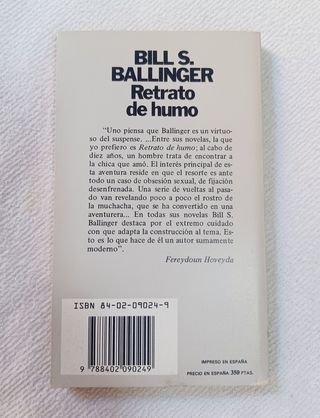 BILL S.
BALLINGER
Retrato
de humo
"Uno piensa que Ballinger es un virtuo-
so del suspense. ...Entre sus novelas, la que
yo prefiero es Retrato de humo; al cabo de
diez años, un hombre trata de encontrar a
la chica que amó. El interés principal de
esta aventura reside en que el resorte es ante
todo un caso de obsesión sexual, de fijación
desenfrenada. Una serie de vueltas al pasa-
do van revelando poco a poco el rostro de
la muchacha, que se ha convertido en una
aventurera... En todas sus novelas Bill S.
Ballinger destaca por el extremo cuidado
con que adapta la construcción al tema. Es-
to es lo que hace de él un autor sumamente
moderno".
Fereydoun Hoveyda
ISBN 84-02-09024-9
9 788402 090249
IMPRESO EN ESPAÑA
PRECIO EN ESPAÑA 350 PTAS.